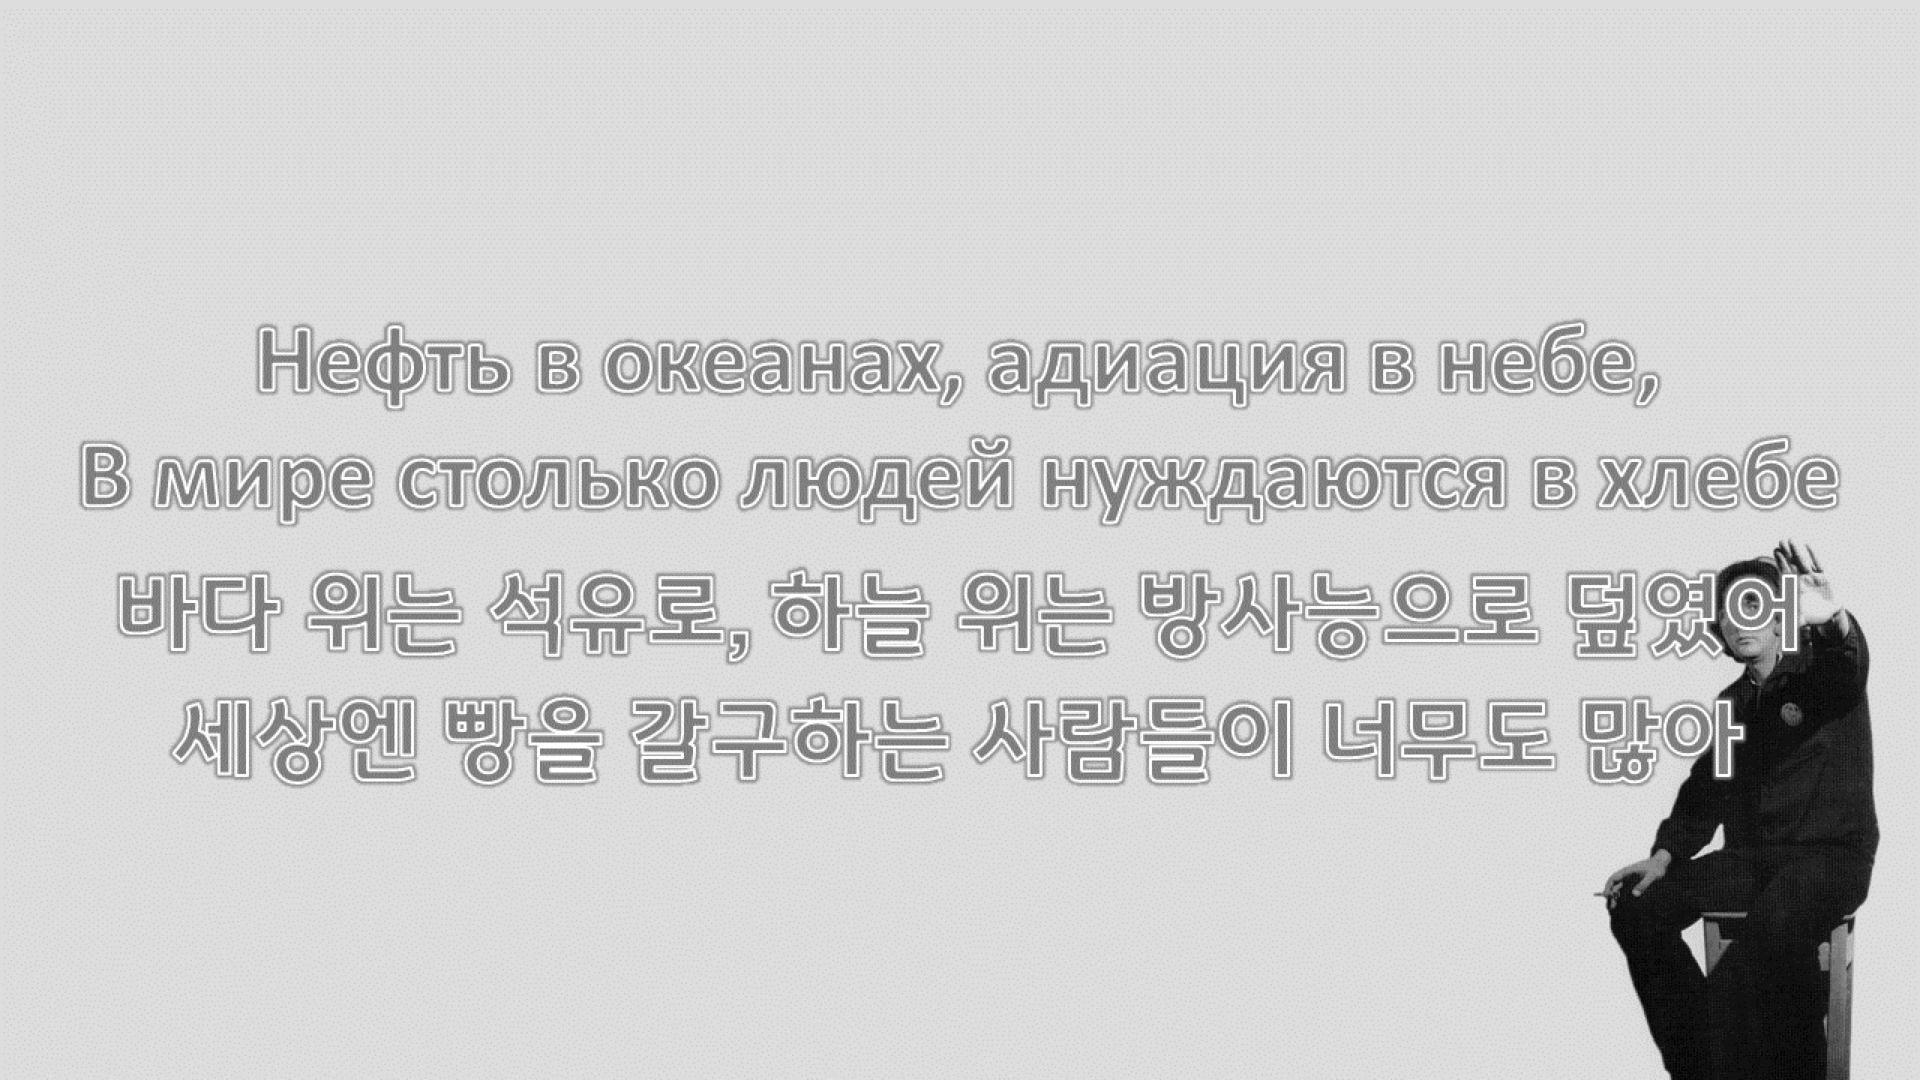 Нефть в океанах, адиация в небе,
В мире столько людей нуждаются в хлебе
바다 위는 석유로, 하늘 위는 방사능으로 덮였어
세상엔 빵을 갈구하는 사람들이 너무도 많아